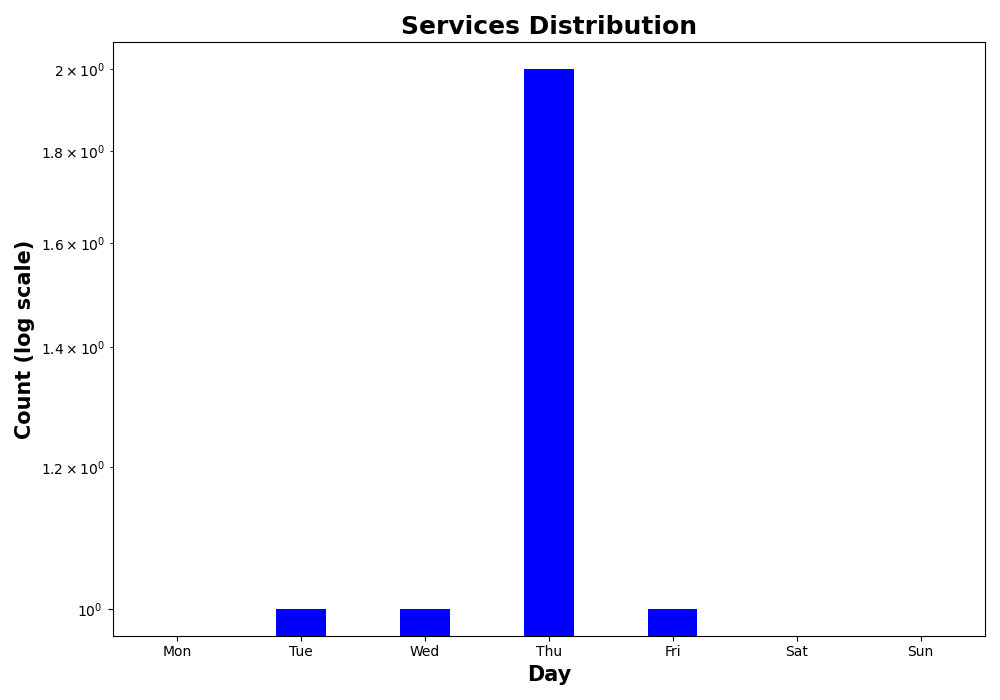 Services Distribution
Count (log scale)
2 × 10⁰
1.8 × 10⁰
1.6 × 10⁰
1.4 × 10⁰
1.2 × 10⁰
10⁰
Mon Tue Wed Thu Fri Sat Sun
Day